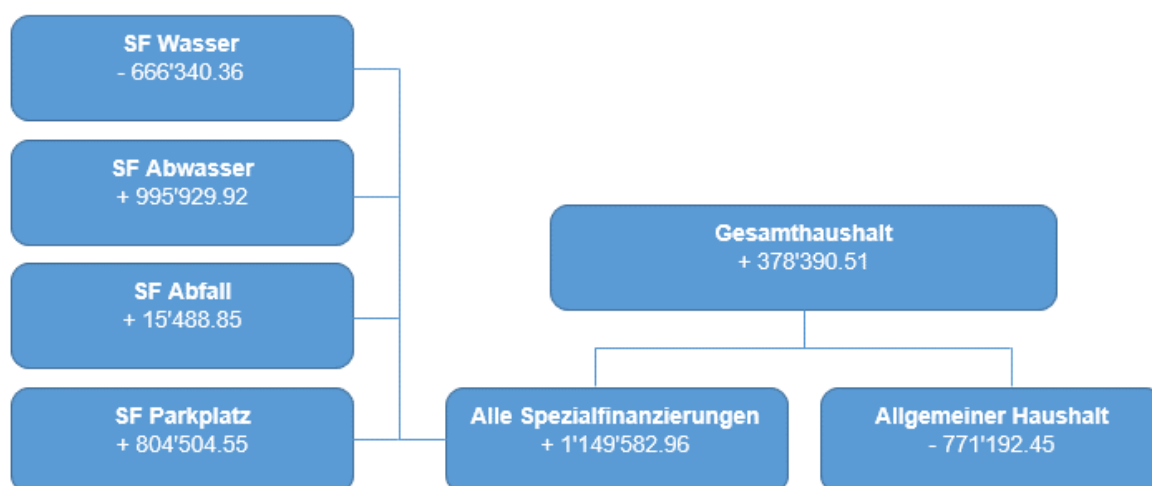 SF Wasser
- 666'340.36
SF Abwasser
+ 995'929.92
SF Abfall
+ 15'488.85
SF Parkplatz
+ 804'504.55
Gesamthaushalt
+ 378'390.51
Alle Spezialfinanzierungen
+ 1'149'582.96
Allgemeiner Haushalt
- 771'192.45